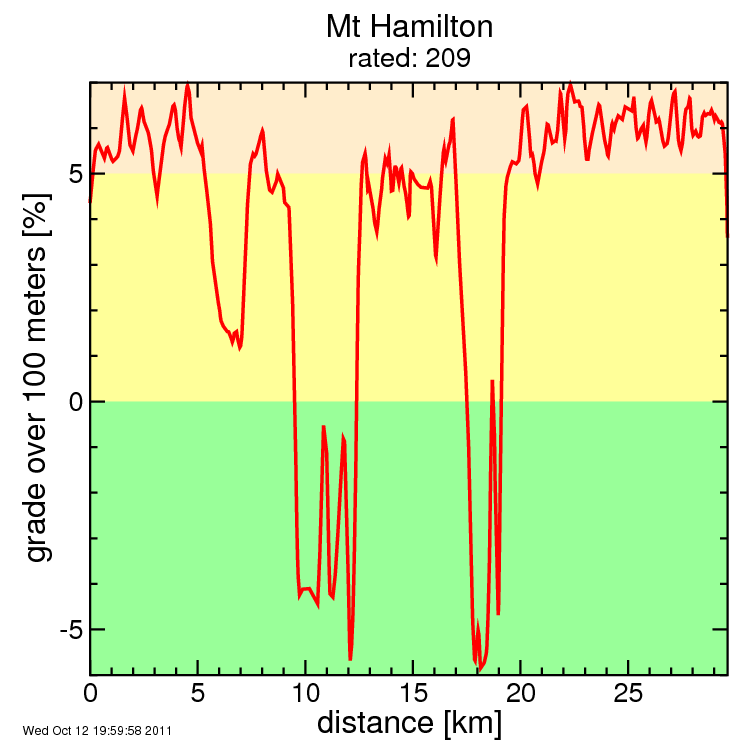 Mt Hamilton
rated: 209
grade over 100 meters [%]
5
0
-5
0 5 10 15 20 25
distance [km]
Wed Oct 12 19:59:58 2011